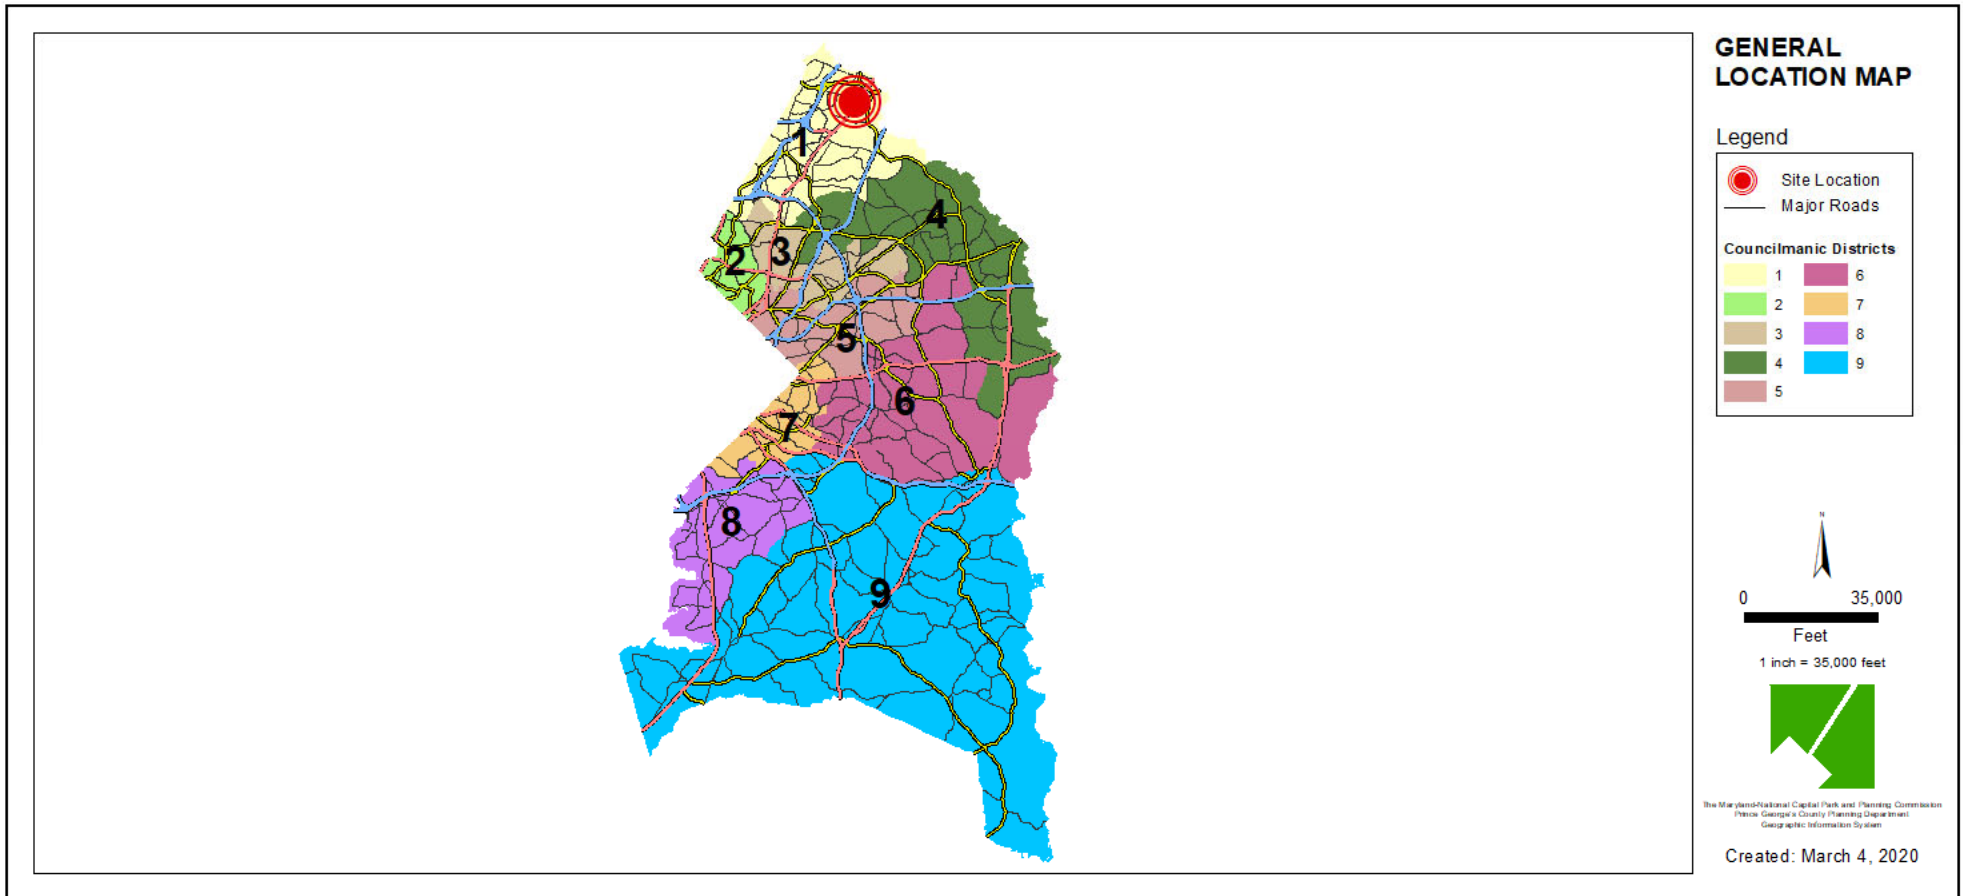 GENERAL
LOCATION MAP
Legend
Site Location
Major Roads
Councilmanic Districts
1 6
2 7
3 8
4 9
5
1
4
2
3
5
6
7
8
9
N
0 35,000
Feet
1 inch = 35,000 feet
The Maryland-National Capital Park and Planning Commission
Prince George's County Planning Department
Geographic Information System
Created: March 4, 2020